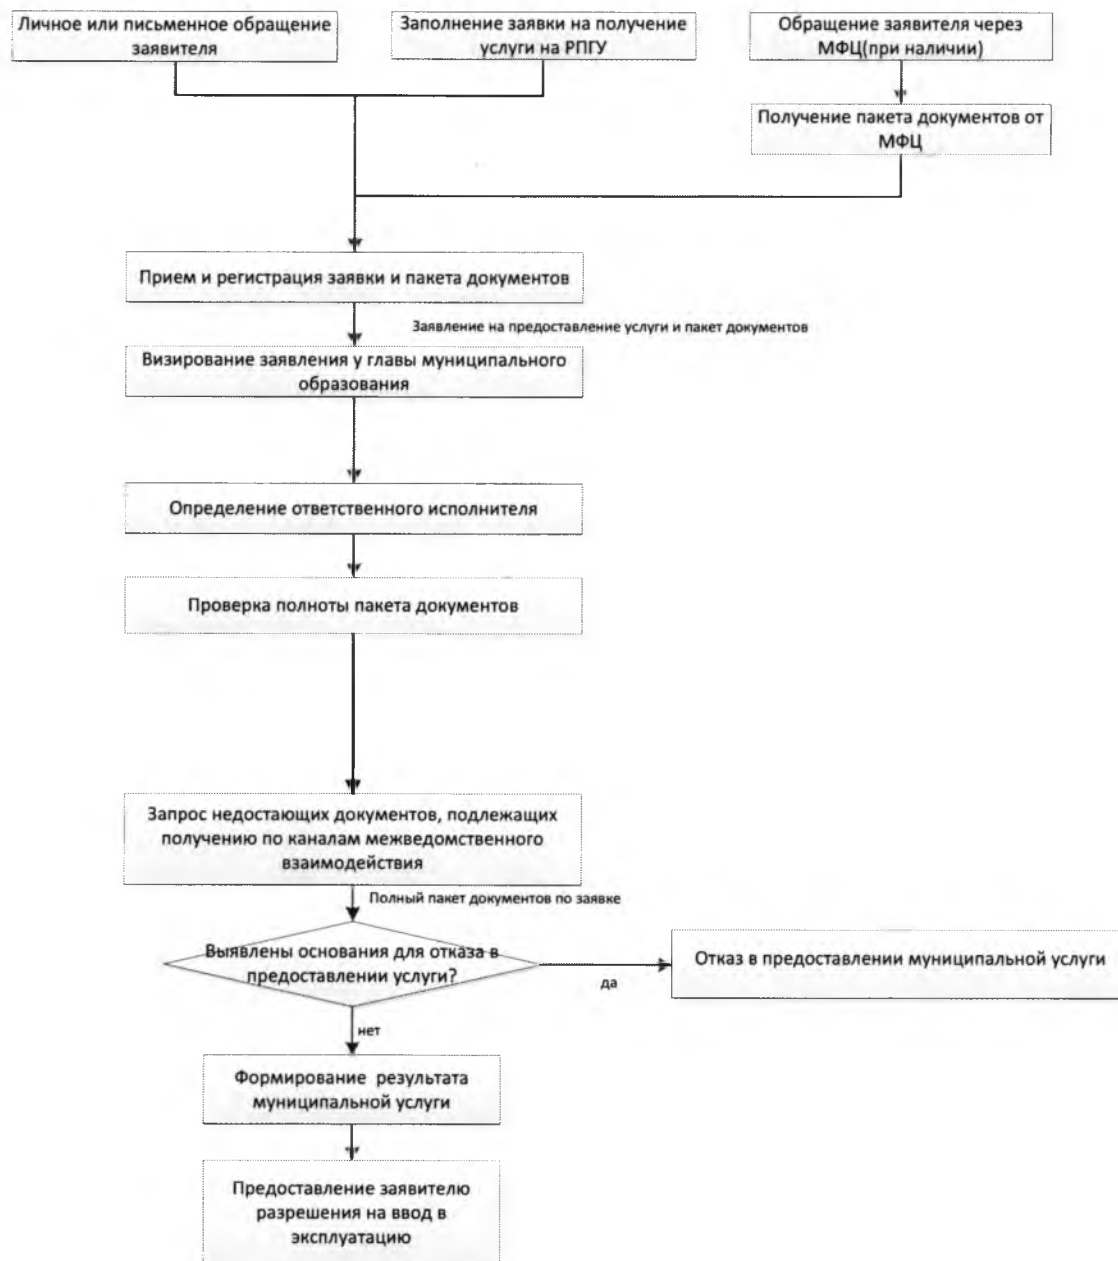 Личное или письменное обращение
заявителя
Заполнение заявки на получение
услуги на РПГУ
Обращение заявителя через
МФЦ(при наличии)
Получение пакета документов от
МФЦ
Прием и регистрация заявки и пакета документов
Заявление на предоставление услуги и пакет документов
Визирование заявления у главы муниципального
образования
Определение ответственного исполнителя
Проверка полноты пакета документов
Запрос недостающих документов, подлежащих
получению по каналам межведомственного
взаимодействия
Полный пакет документов по заявке
Выявлены основания для отказа в
предоставлении услуги?
да
Отказ в предоставлении муниципальной услуги
нет
Формирование результата
муниципальной услуги
Предоставление заявителю
разрешения на ввод в
эксплуатацию